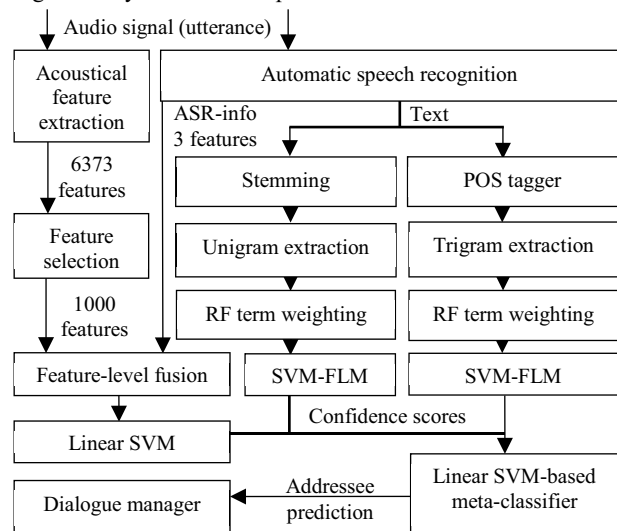 Audio signal (utterance)
Acoustical
feature
extraction
Automatic speech recognition
ASR-info
3 features
Text
6373
features
Stemming
POS tagger
Feature
selection
Unigram extraction
Trigram extraction
1000
features
RF term weighting
RF term weighting
Feature-level fusion
SVM-FLM
SVM-FLM
Confidence scores
Linear SVM
Linear SVM-based
meta-classifier
Addressee
prediction
Dialogue manager